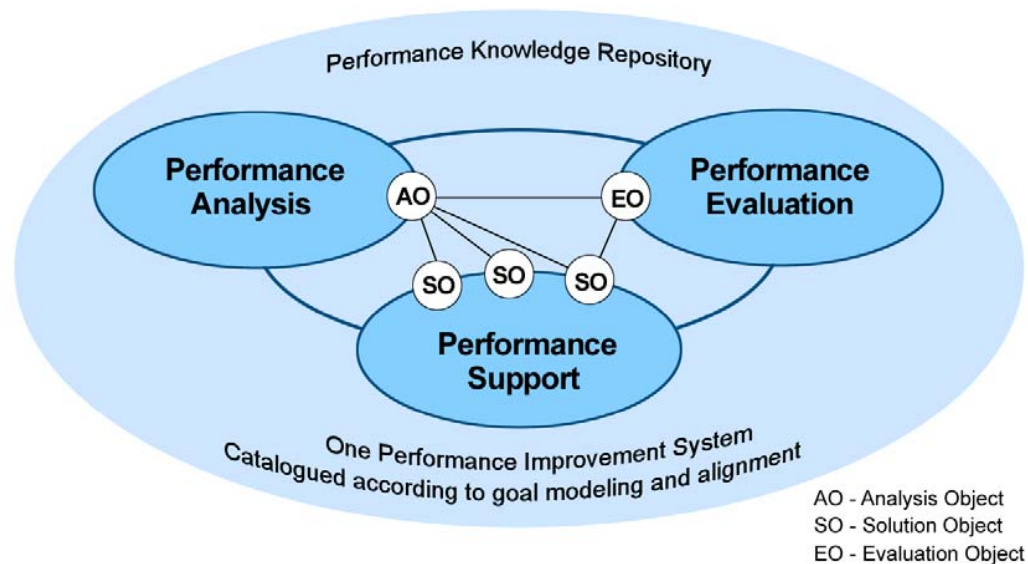 Performance Knowledge Repository
Performance
Analysis
Performance
Evaluation
AO
EO
SO
SO
SO
Performance
Support
One Performance Improvement System
Catalogued according to goal modeling and alignment
AO - Analysis Object
SO - Solution Object
EO - Evaluation Object